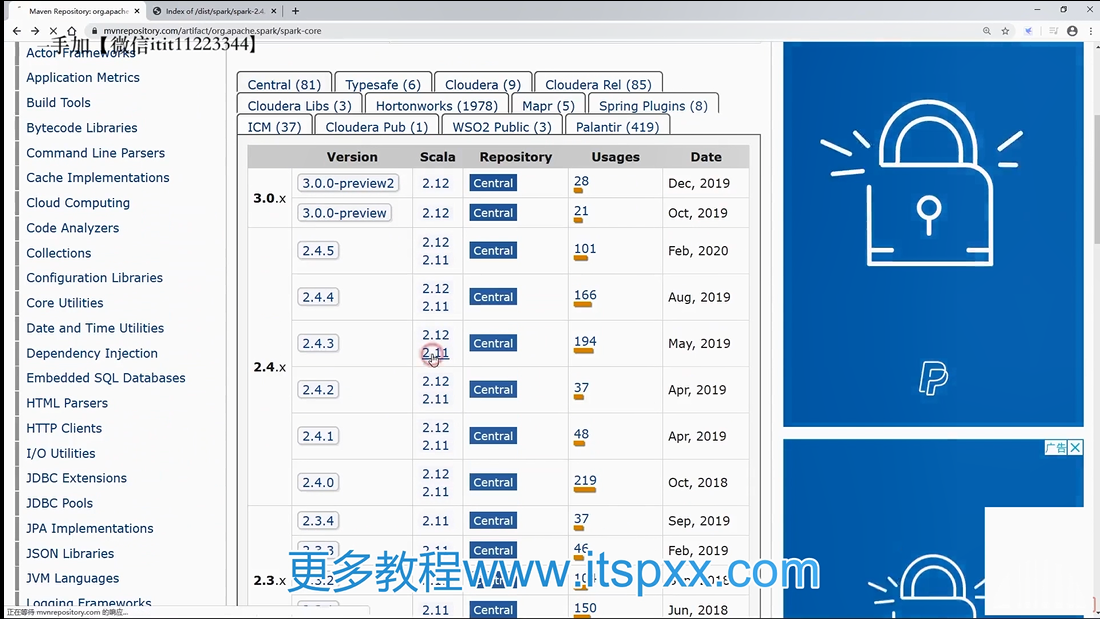 Maven Repository: org.apache
Index of /dist/spark/spark-2.4.
mvnrepository.com/artifact/org.apache.spark/spark-core
手加【微信itit11223344】
Actor Frameworks
Application Metrics
Build Tools
Bytecode Libraries
Command Line Parsers
Cache Implementations
Cloud Computing
Code Analyzers
Collections
Configuration Libraries
Core Utilities
Date and Time Utilities
Dependency Injection
Embedded SQL Databases
HTML Parsers
HTTP Clients
I/O Utilities
JDBC Extensions
JDBC Pools
JPA Implementations
JSON Libraries
JVM Languages
Logging Frameworks
Central (81) Typesafe (6) Cloudera (9) Cloudera Rel (85)
Cloudera Libs (3) Hortonworks (1978) Mapr (5) Spring Plugins (8)
ICM (37) Cloudera Pub (1) WSO2 Public (3) Palantir (419)
Version Scala Repository Usages Date
3.0.x
3.0.0-preview2 2.12 Central 28 Dec, 2019
3.0.0-preview 2.12 Central 21 Oct, 2019
2.4.x
2.4.5 2.12 2.11 Central 101 Feb, 2020
2.4.4 2.12 2.11 Central 166 Aug, 2019
2.4.3 2.12 2.11 Central 194 May, 2019
2.4.2 2.12 2.11 Central 37 Apr, 2019
2.4.1 2.12 2.11 Central 48 Apr, 2019
2.4.0 2.12 2.11 Central 219 Oct, 2018
2.3.x
2.3.4 2.11 Central 37 Sep, 2019
2.3.3 2.11 Central 46 Feb, 2019
2.11 Central 150 Jun, 2018
广告
更多教程www.itspxx.com
正在等待 mvnrepository.com 的响应...